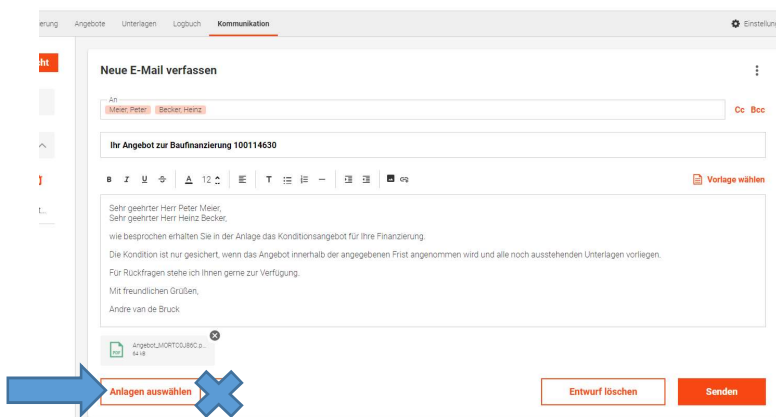 erung Angebote Unterlagen Logbuch Kommunikation Einstellun
cht
Neue E-Mail verfassen
An
Meier, Peter Becker, Heinz Cc Bcc
Ihr Angebot zur Baufinanzierung 100114630
B I U S A 12 T Vorlage wählen
t...
Sehr geehrter Herr Peter Meier,
Sehr geehrter Herr Heinz Becker,
wie besprochen erhalten Sie in der Anlage das Konditionsangebot für Ihre Finanzierung.
Die Kondition ist nur gesichert, wenn das Angebot innerhalb der angegebenen Frist angenommen wird und alle noch ausstehenden Unterlagen vorliegen.
Für Rückfragen stehe ich Ihnen gerne zur Verfügung.
Mit freundlichen Grüßen,
Andre van de Bruck
PDF
64 kB
Anlagen auswählen Entwurf löschen Senden